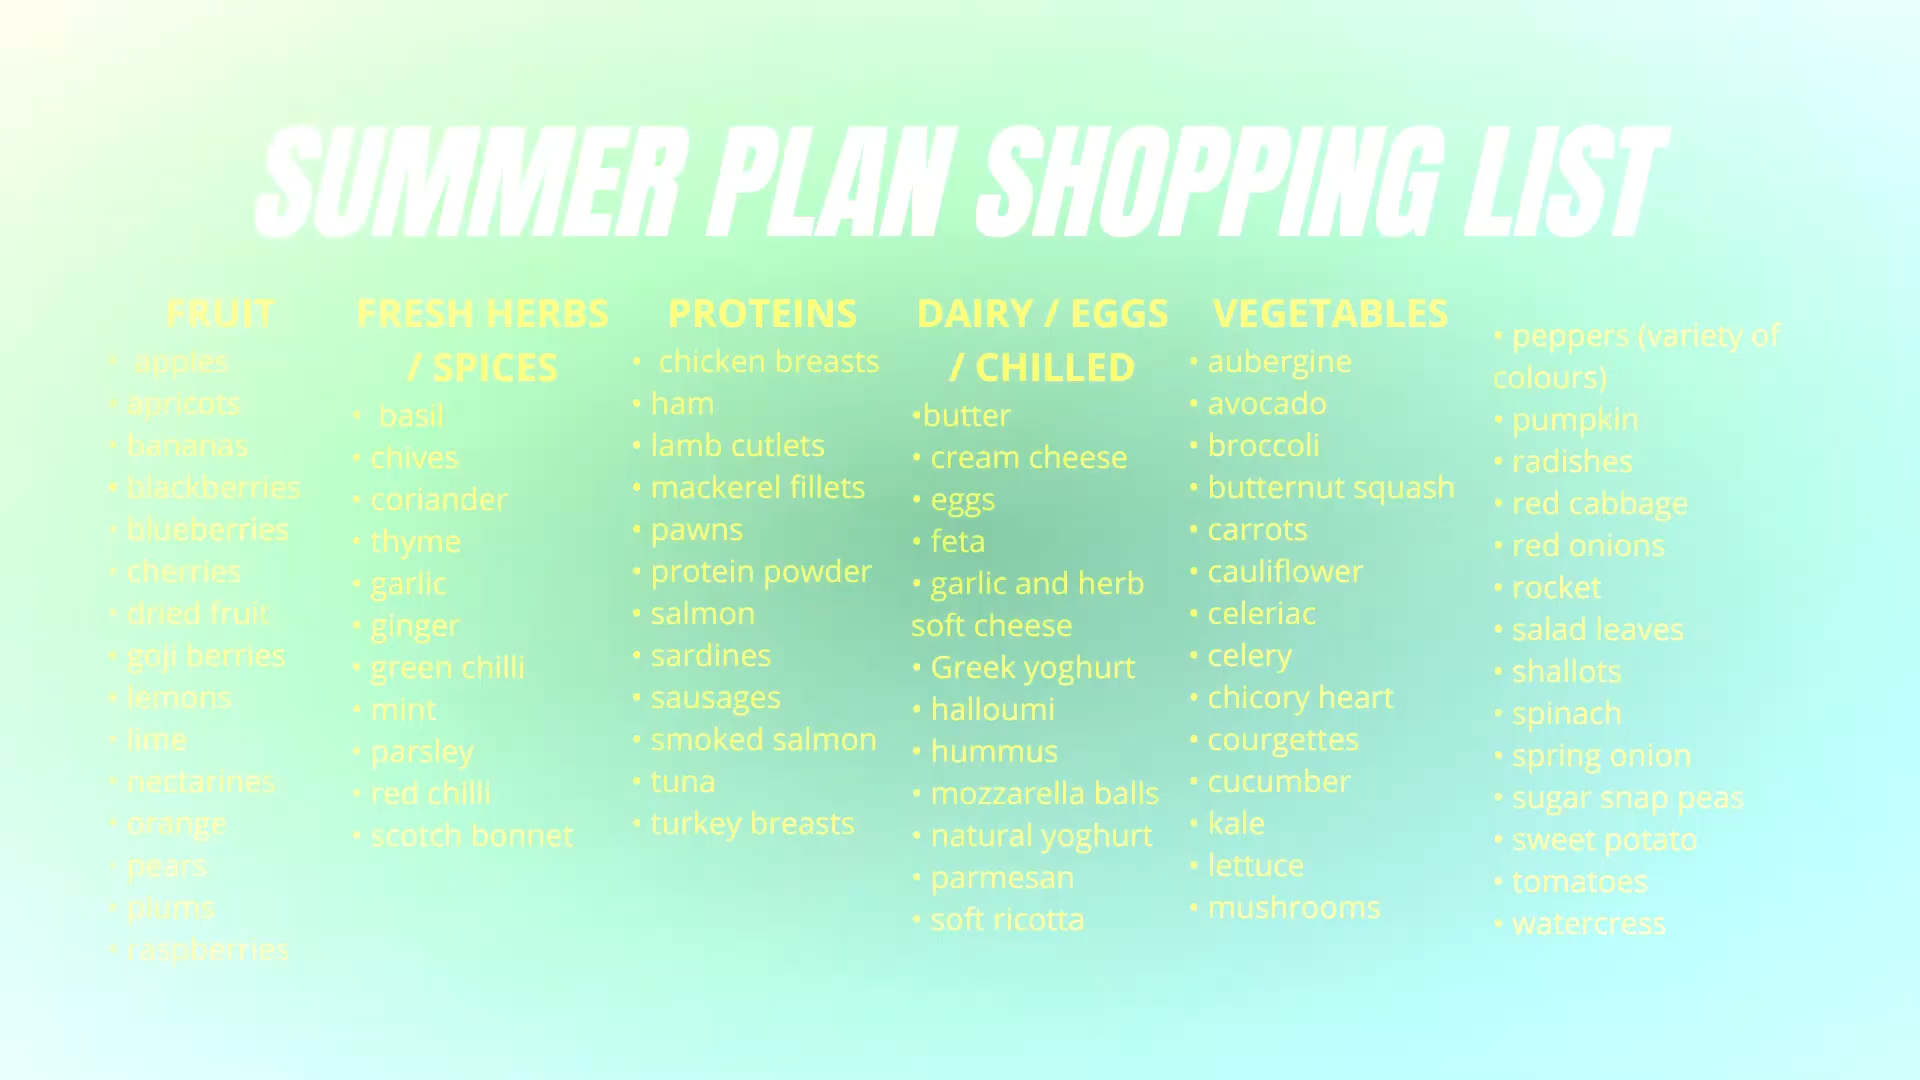 SUMMER PLAN SHOPPING LIST
FRUIT
• apples
• apricots
• bananas
• blackberries
• blueberries
• cherries
• dried fruit
• goji berries
• lemons
• lime
• nectarines
• orange
• pears
• plums
• raspberries
FRESH HERBS
/ SPICES
• basil
• chives
• coriander
• thyme
• garlic
• ginger
• green chilli
• mint
• parsley
• red chilli
• scotch bonnet
PROTEINS
• chicken breasts
• ham
• lamb cutlets
• mackerel fillets
• pawns
• protein powder
• salmon
• sardines
• sausages
• smoked salmon
• tuna
• turkey breasts
DAIRY / EGGS
/ CHILLED
•butter
• cream cheese
• eggs
• feta
• garlic and herb
soft cheese
• Greek yoghurt
• halloumi
• hummus
• mozzarella balls
• natural yoghurt
• parmesan
• soft ricotta
VEGETABLES
• aubergine
• avocado
• broccoli
• butternut squash
• carrots
• cauliflower
• celeriac
• celery
• chicory heart
• courgettes
• cucumber
• kale
• lettuce
• mushrooms
• peppers (variety of
colours)
• pumpkin
• radishes
• red cabbage
• red onions
• rocket
• salad leaves
• shallots
• spinach
• spring onion
• sugar snap peas
• sweet potato
• tomatoes
• watercress